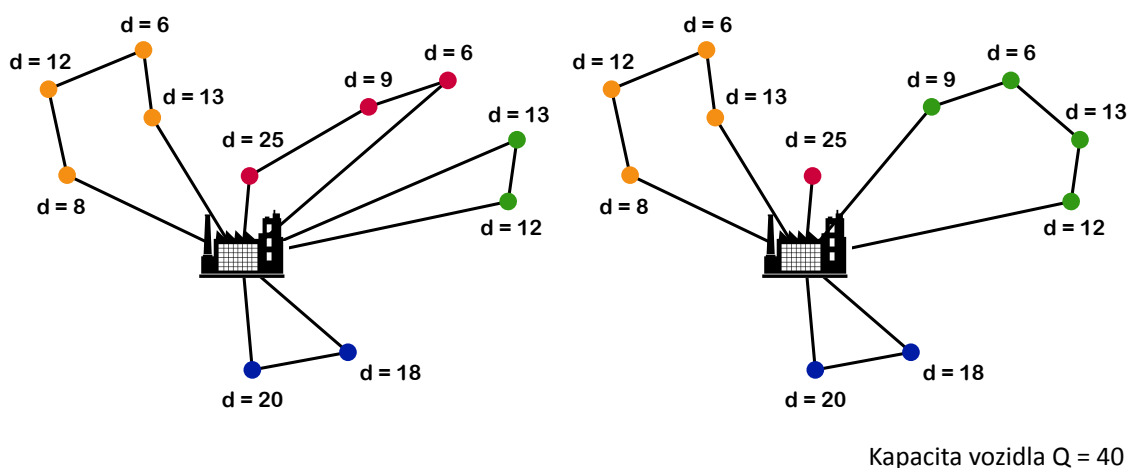 d = 6
d = 12
d = 13
d = 8
d = 25
d = 9
d = 6
d = 13
d = 12
d = 18
d = 20
d = 6
d = 12
d = 13
d = 8
d = 25
d = 9
d = 6
d = 13
d = 12
d = 18
d = 20
Kapacita vozidla Q = 40